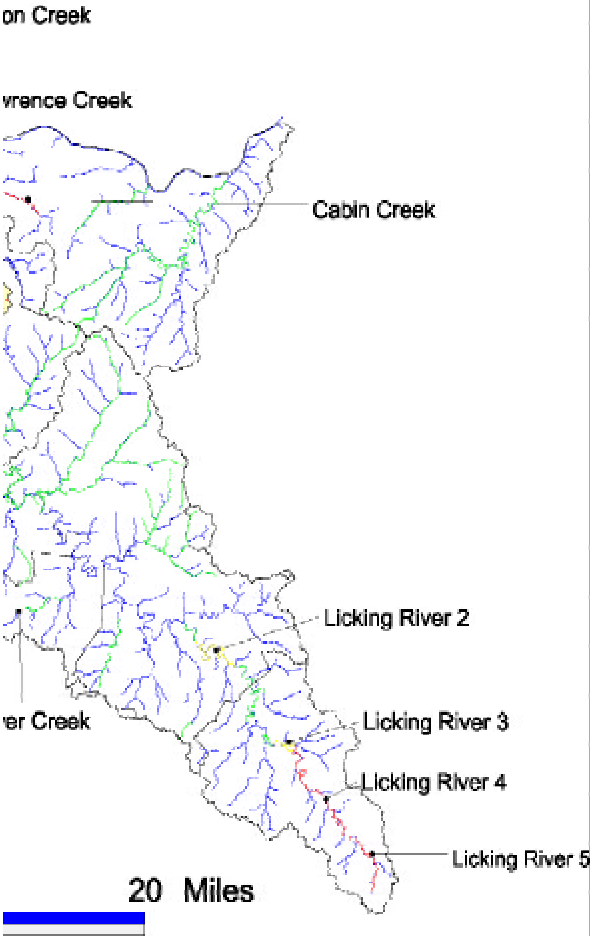 on Creek
wrence Creek
Cabin Creek
Licking River 2
ver Creek
Licking River 3
Licking River 4
Licking River 5
20 Miles